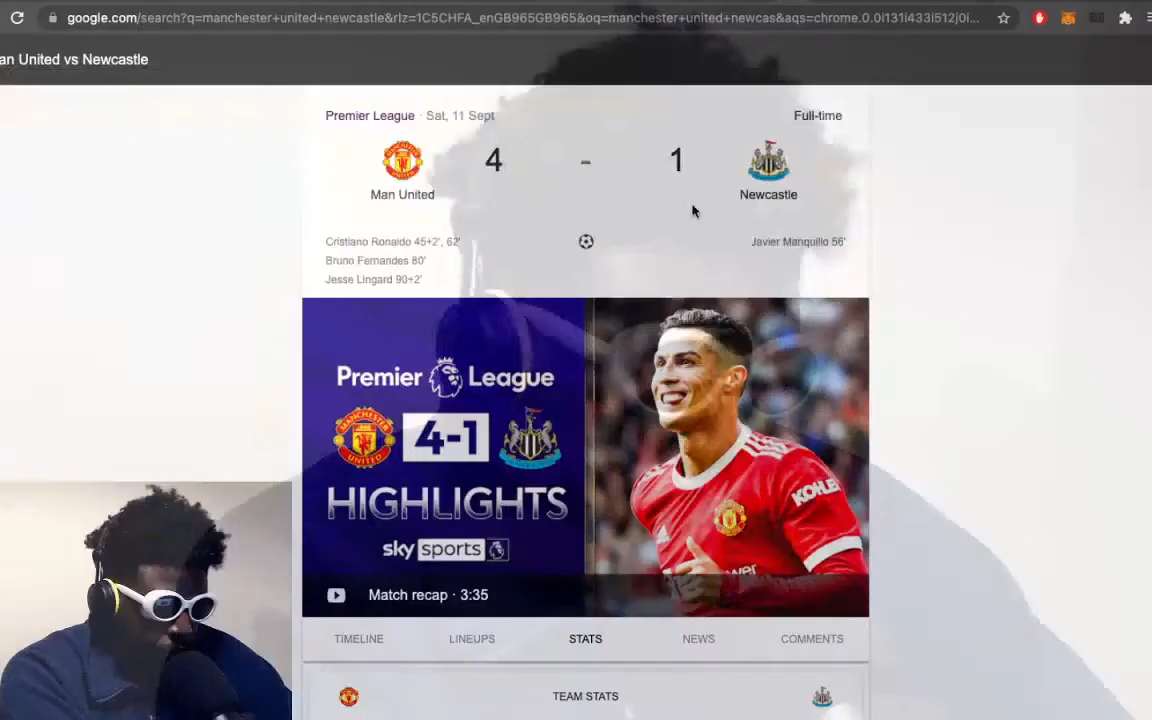 google.com/search?q=manchester+united+newcastle&rlz=1C5CHFA_enGB965GB965&oq=manchester+united+newcas&aqs=chrome.0.0i131i433i512j0i...
an United vs Newcastle
Premier League · Sat, 11 Sept
Full-time
4 - 1
Man United
Newcastle
Cristiano Ronaldo 45+2', 62'
Javier Manquillo 56'
Bruno Fernandes 80'
Jesse Lingard 90+2'
Premier League
MANCHESTER
UNITED
4-1
HIGHLIGHTS
sky sports
KOHLER
Match recap · 3:35
TIMELINE LINEUPS STATS NEWS COMMENTS
TEAM STATS